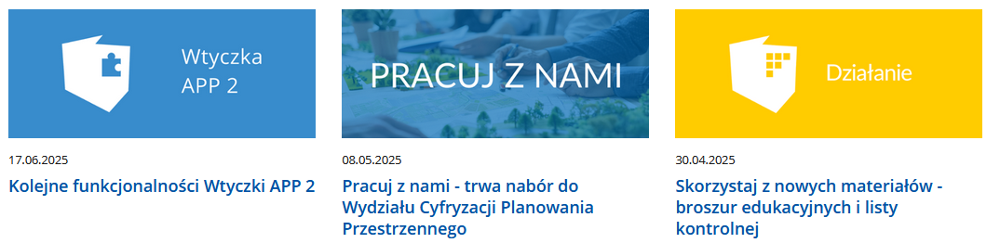 Wtyczka
APP 2
17.06.2025
Kolejne funkcjonalności Wtyczki APP 2
PRACUJ Z NAMI
08.05.2025
Pracuj z nami - trwa nabór do
Wydziału Cyfryzacji Planowania
Przestrzennego
Działanie
30.04.2025
Skorzystaj z nowych materiałów -
broszur edukacyjnych i listy
kontrolnej